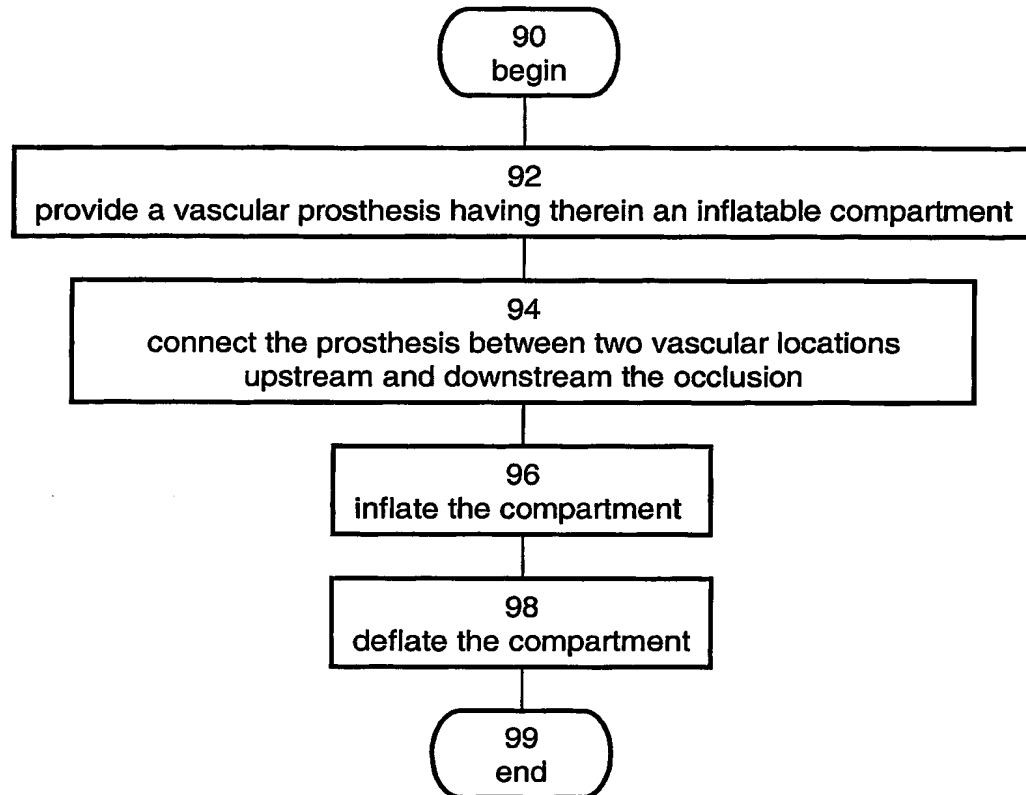 90
begin
92
provide a vascular prosthesis having therein an inflatable compartment
94
connect the prosthesis between two vascular locations
upstream and downstream the occlusion
96
inflate the compartment
98
deflate the compartment
99
end